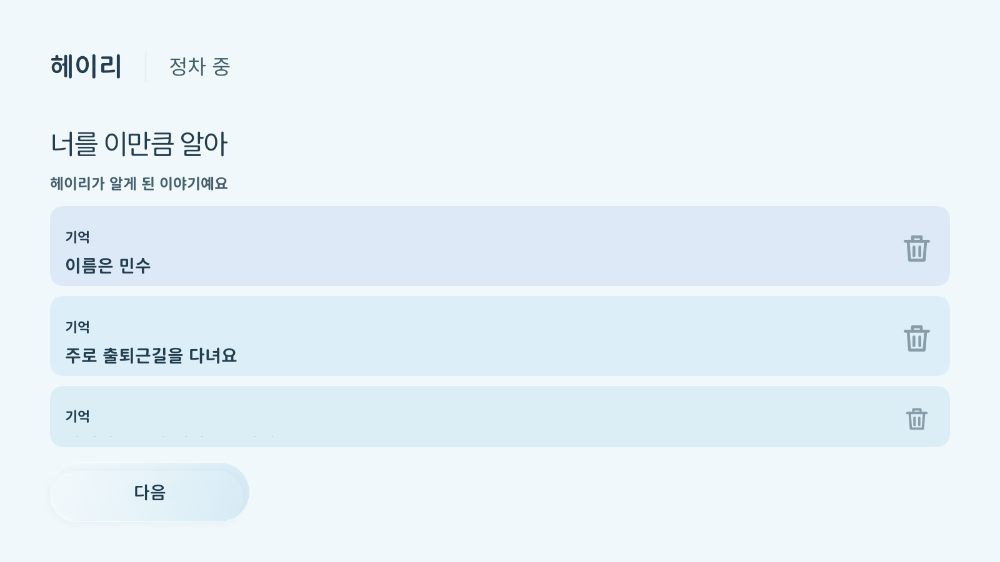 헤이리
정차 중
너를 이만큼 알아
헤이리가 알게 된 이야기예요
기억
이름은 민수
기억
주로 출퇴근길을 다녀요
기억
다음